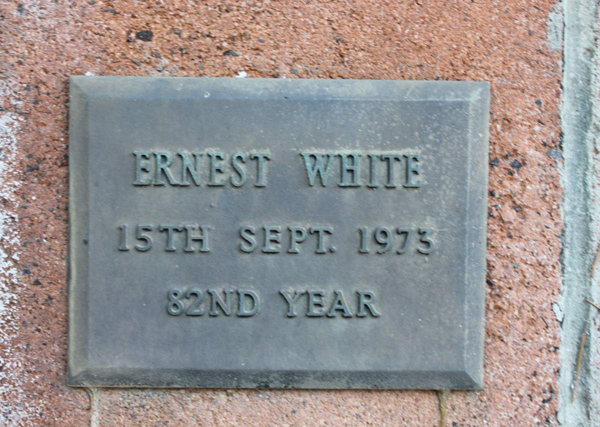 ERNEST WHITE
15TH SEPT. 1973
82ND YEAR